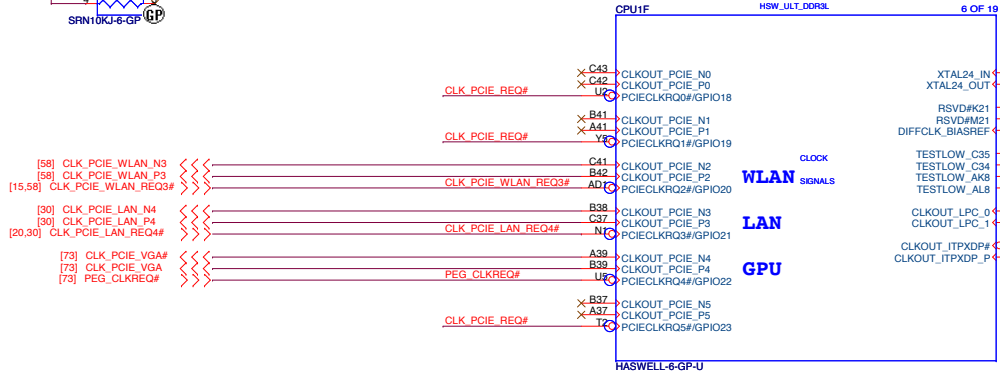 SRN10KJ-6-GP
GP
CPU1F HSW_ULT_DDR3L 6 OF 19
C43 CLKOUT_PCIE_N0 XTAL24_IN
C42 CLKOUT_PCIE_P0 XTAL24_OUT
CLK_PCIE_REQ# U2 PCIECLKRQ0#/GPIO18
RSVD#K21
B41 CLKOUT_PCIE_N1 RSVD#M21
A41 CLKOUT_PCIE_P1 DIFFCLK_BIASREF
CLK_PCIE_REQ# Y5 PCIECLKRQ1#/GPIO19
TESTLOW_C35
[58] CLK_PCIE_WLAN_N3 C41 CLKOUT_PCIE_N2 CLOCK TESTLOW_C34
[58] CLK_PCIE_WLAN_P3 B42 CLKOUT_PCIE_P2 WLAN SIGNALS TESTLOW_AK8
[15,58] CLK_PCIE_WLAN_REQ3# CLK_PCIE_WLAN_REQ3# AD1 PCIECLKRQ2#/GPIO20 TESTLOW_AL8
[30] CLK_PCIE_LAN_N4 B38 CLKOUT_PCIE_N3 CLKOUT_LPC_0
[30] CLK_PCIE_LAN_P4 C37 CLKOUT_PCIE_P3 LAN CLKOUT_LPC_1
[20,30] CLK_PCIE_LAN_REQ4# CLK_PCIE_LAN_REQ4# N1 PCIECLKRQ3#/GPIO21
CLKOUT_ITPXDP#
[73] CLK_PCIE_VGA# A39 CLKOUT_PCIE_N4 CLKOUT_ITPXDP_P
[73] CLK_PCIE_VGA B39 CLKOUT_PCIE_P4 GPU
[73] PEG_CLKREQ# PEG_CLKREQ# U5 PCIECLKRQ4#/GPIO22
B37 CLKOUT_PCIE_N5
A37 CLKOUT_PCIE_P5
CLK_PCIE_REQ# T2 PCIECLKRQ5#/GPIO23
HASWELL-6-GP-U